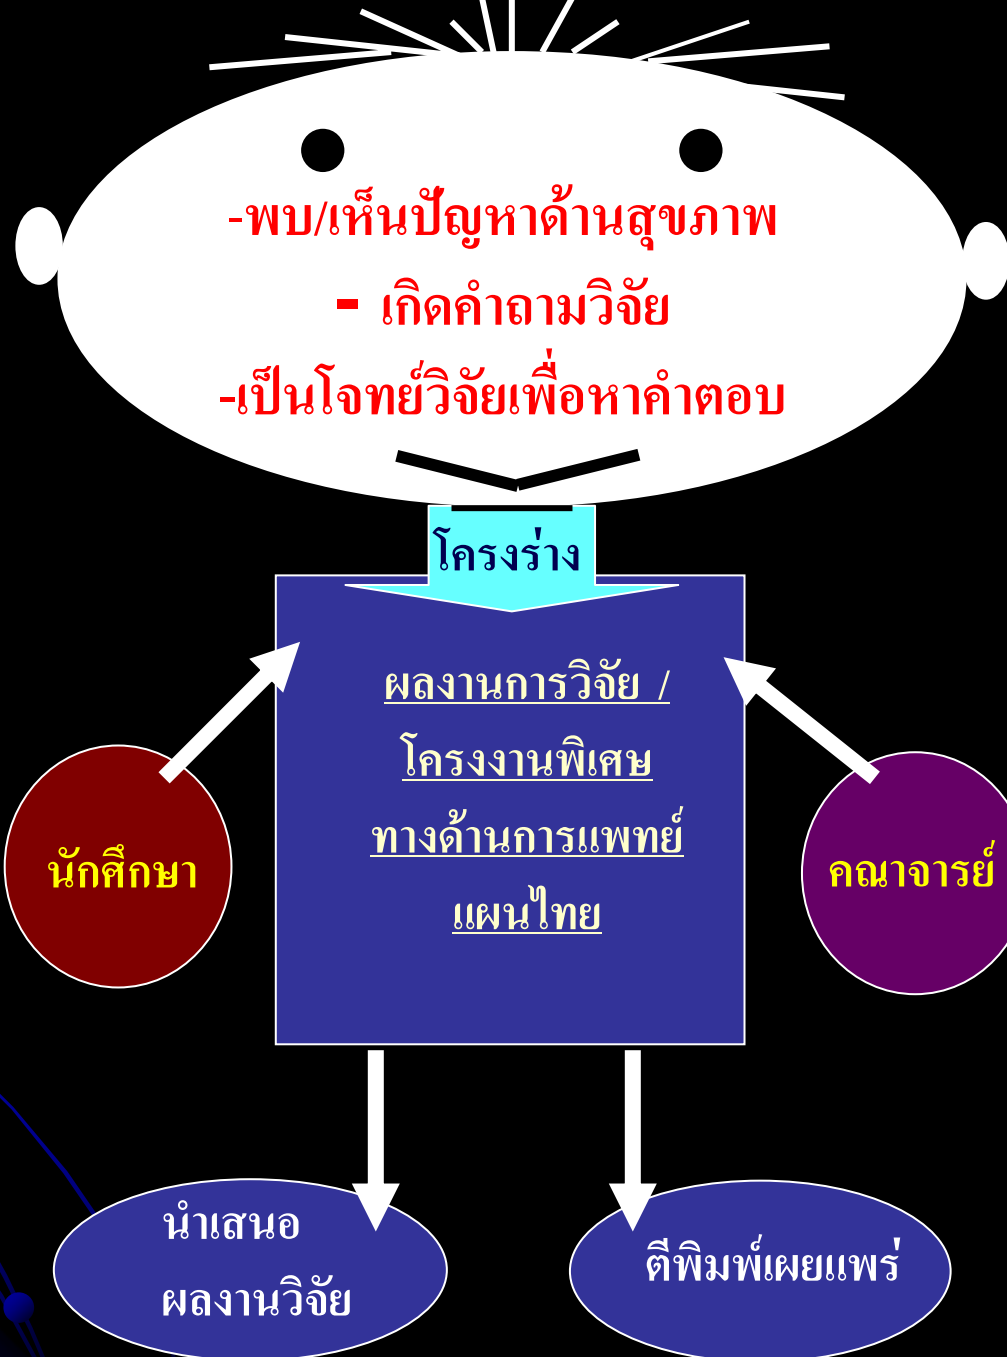 -พบ/เห็นปัญหาด้านสุขภาพ
- เกิดคำถามวิจัย
-เป็นโจทย์วิจัยเพื่อหาคำตอบ
โครงร่าง
ผลงานการวิจัย /
โครงงานพิเศษ
ทางด้านการแพทย์
แผนไทย
นักศึกษา
คณาจารย์
นำเสนอ
ผลงานวิจัย
ตีพิมพ์เผยแพร่